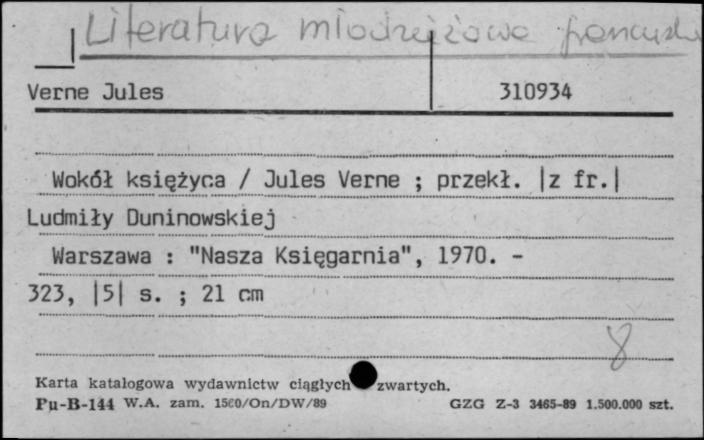 Literatura młodzieżowa francuska
Verne Jules 310934
Wokół księżyca / Jules Verne ; przekł. |z fr.|
Ludmiły Duninowskiej
Warszawa : "Nasza Księgarnia", 1970. -
323, |5| s. ; 21 cm
8
Karta katalogowa wydawnictw ciągłych zwartych.
Pu-B-144 W.A. zam. 1560/On/DW/89 GZG Z-3 3465-89 1.500.000 szt.